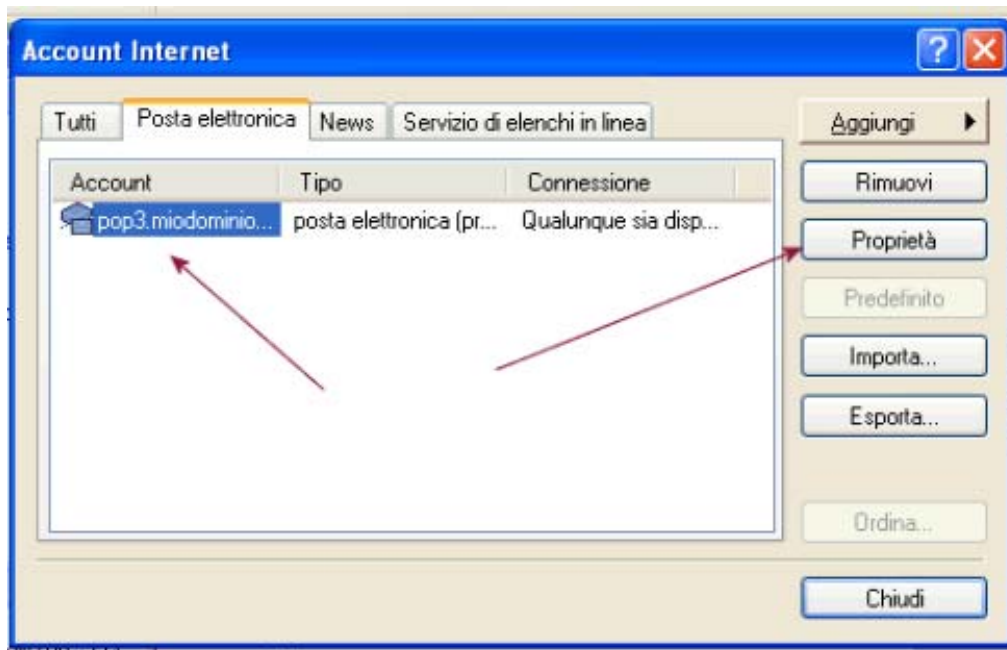 Account Internet
Tutti Posta elettronica News Servizio di elenchi in linea
Aggiungi
Account Tipo Connessione
Rimuovi
pop3.miodominio... posta elettronica (pr... Qualunque sia disp...
Proprietà
Predefinito
Importa...
Esporta...
Ordina...
Chiudi